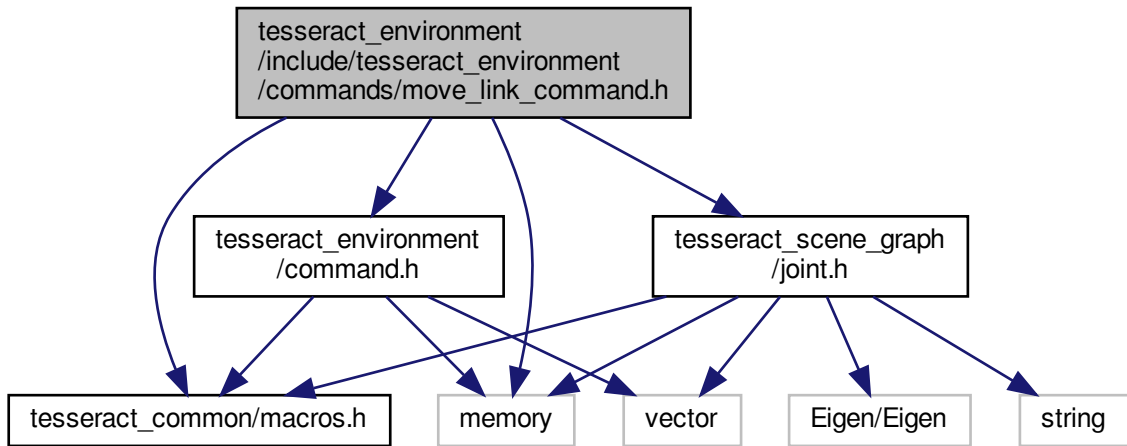 tesseract_environment
/include/tesseract_environment
/commands/move_link_command.h
tesseract_environment
/command.h
tesseract_scene_graph
/joint.h
tesseract_common/macros.h
memory
vector
Eigen/Eigen
string